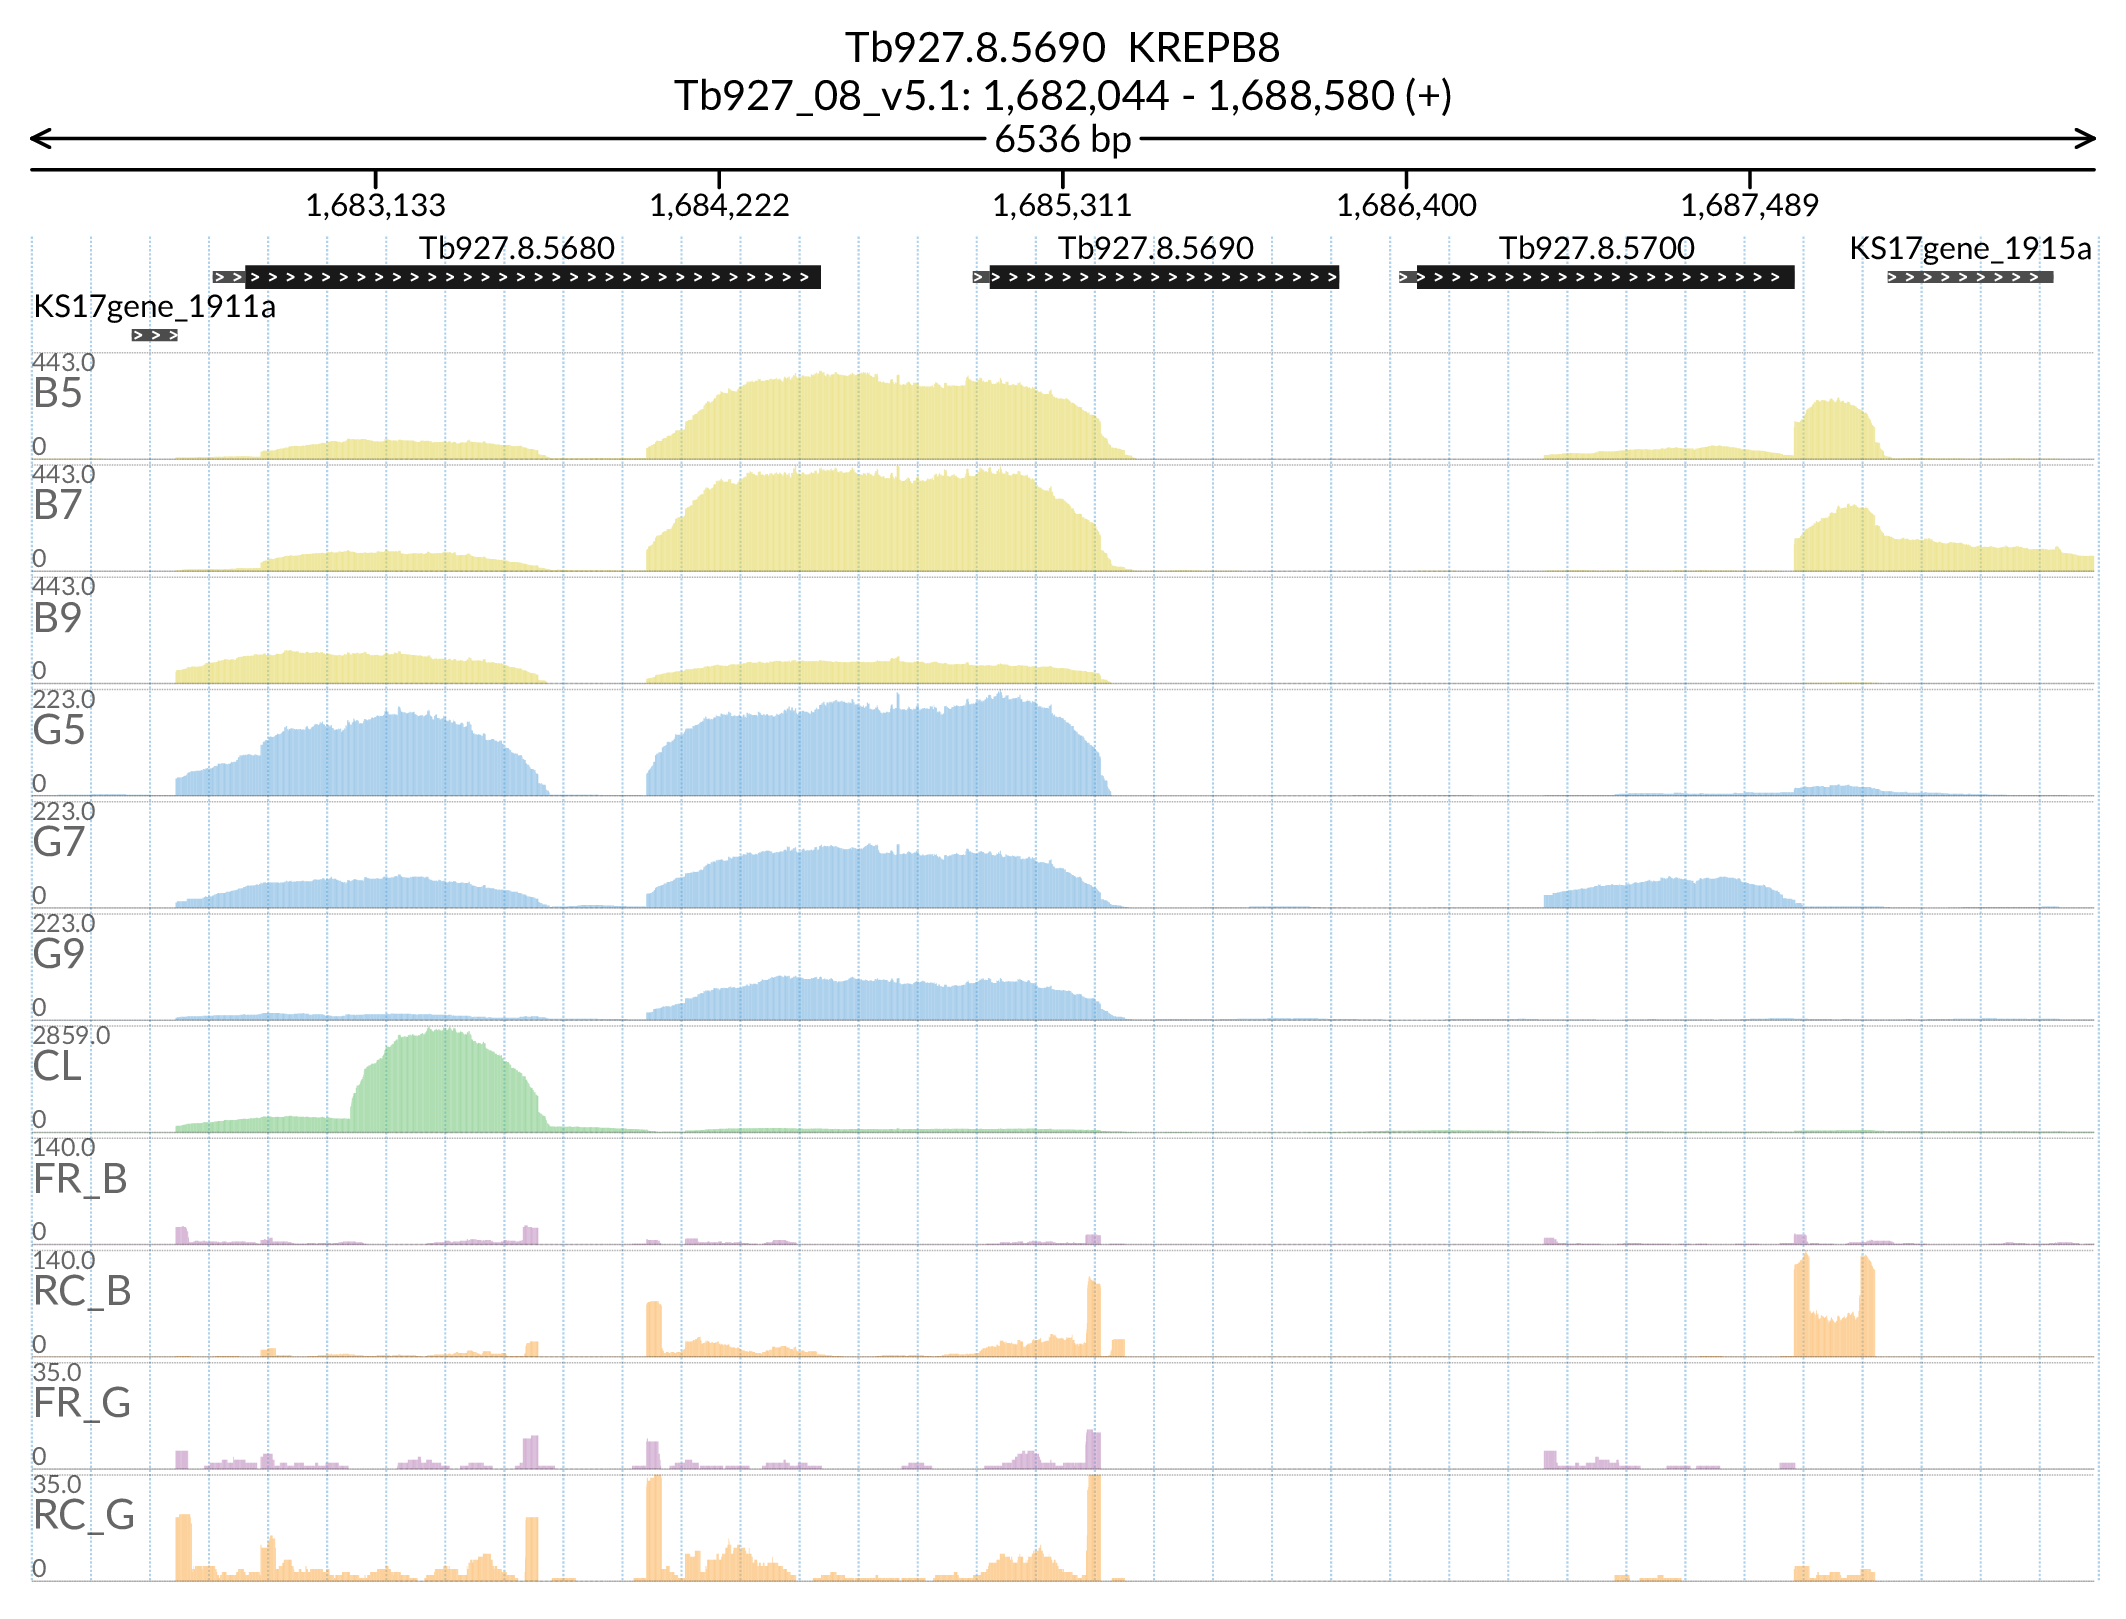 Tb927.8.5690 KREPB8
Tb927_08_v5.1: 1,682,044 - 1,688,580 (+)
6536 bp
1,683,133 1,684,222 1,685,311 1,686,400 1,687,489
Tb927.8.5680 Tb927.8.5690 Tb927.8.5700 KS17gene_1915a
KS17gene_1911a
443.0
B5
0
443.0
B7
0
443.0
B9
0
223.0
G5
0
223.0
G7
0
223.0
G9
0
2859.0
CL
0
140.0
FR_B
0
140.0
RC_B
0
35.0
FR_G
0
35.0
RC_G
0